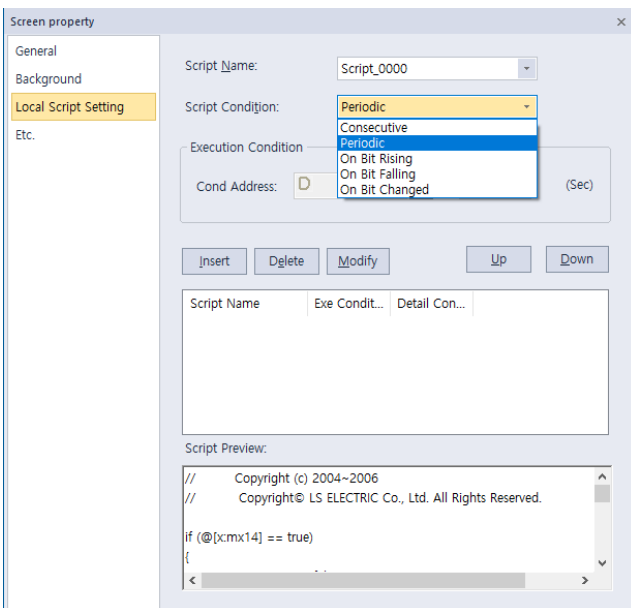 Screen property
General
Background
Local Script Setting
Etc.
Script Name:
Script_0000
Script Condition:
Periodic
Consecutive
Periodic
On Bit Rising
On Bit Falling
On Bit Changed
Execution Condition
Cond Address:
D
(Sec)
Insert
Delete
Modify
Up
Down
Script Name Exe Condit... Detail Con...
Script Preview:
// Copyright (c) 2004~2006
// Copyright© LS ELECTRIC Co., Ltd. All Rights Reserved.
if (@[x:mx14] == true)
{